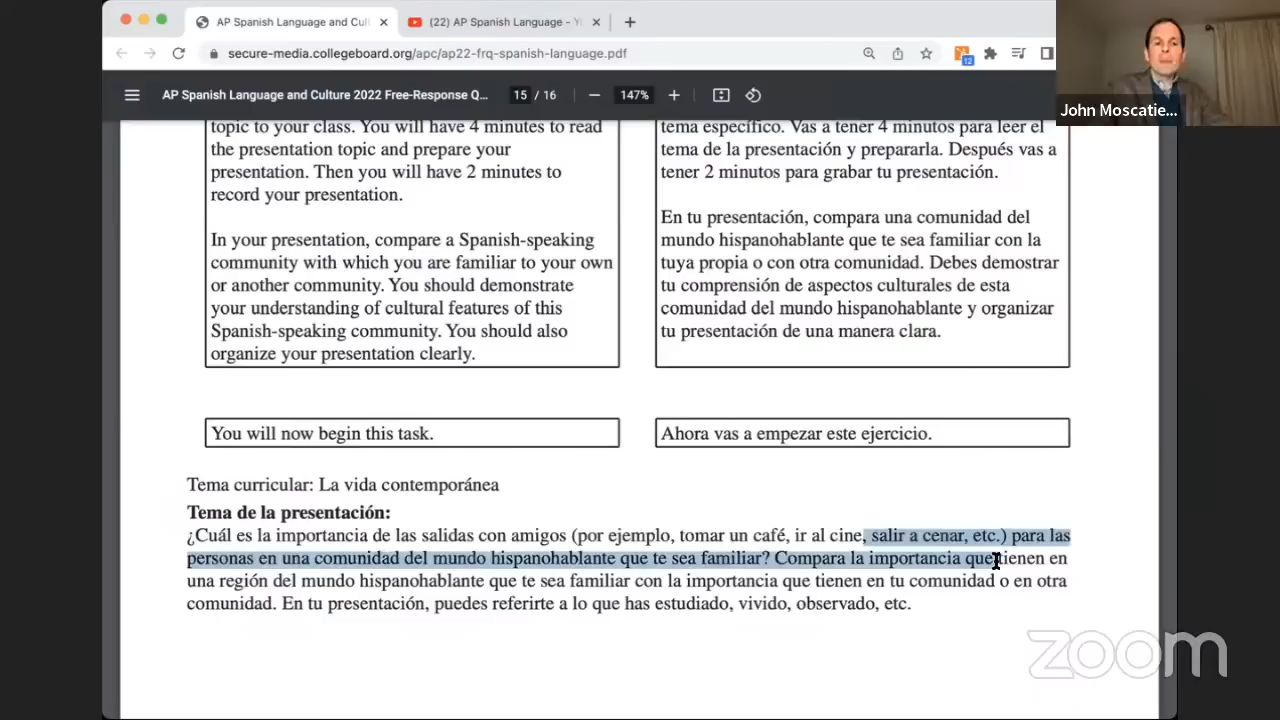 AP Spanish Language and Cul
(22) AP Spanish Language - Y
secure-media.collegeboard.org/apc/ap22-frq-spanish-language.pdf
12
John Moscatie...
AP Spanish Language and Culture 2022 Free-Response Q...
15 / 16
147%
topic to your class. You will have 4 minutes to read
the presentation topic and prepare your
presentation. Then you will have 2 minutes to
record your presentation.
In your presentation, compare a Spanish-speaking
community with which you are familiar to your own
or another community. You should demonstrate
your understanding of cultural features of this
Spanish-speaking community. You should also
organize your presentation clearly.
tema específico. Vas a tener 4 minutos para leer el
tema de la presentación y prepararla. Después vas a
tener 2 minutos para grabar tu presentación.
En tu presentación, compara una comunidad del
mundo hispanohablante que te sea familiar con la
tuya propia o con otra comunidad. Debes demostrar
tu comprensión de aspectos culturales de esta
comunidad del mundo hispanohablante y organizar
tu presentación de una manera clara.
You will now begin this task.
Ahora vas a empezar este ejercicio.
Tema curricular: La vida contemporánea
Tema de la presentación:
¿Cuál es la importancia de las salidas con amigos (por ejemplo, tomar un café, ir al cine, salir a cenar, etc.) para las
personas en una comunidad del mundo hispanohablante que te sea familiar? Compara la importancia que tienen en
una región del mundo hispanohablante que te sea familiar con la importancia que tienen en tu comunidad o en otra
comunidad. En tu presentación, puedes referirte a lo que has estudiado, vivido, observado, etc.
zoom